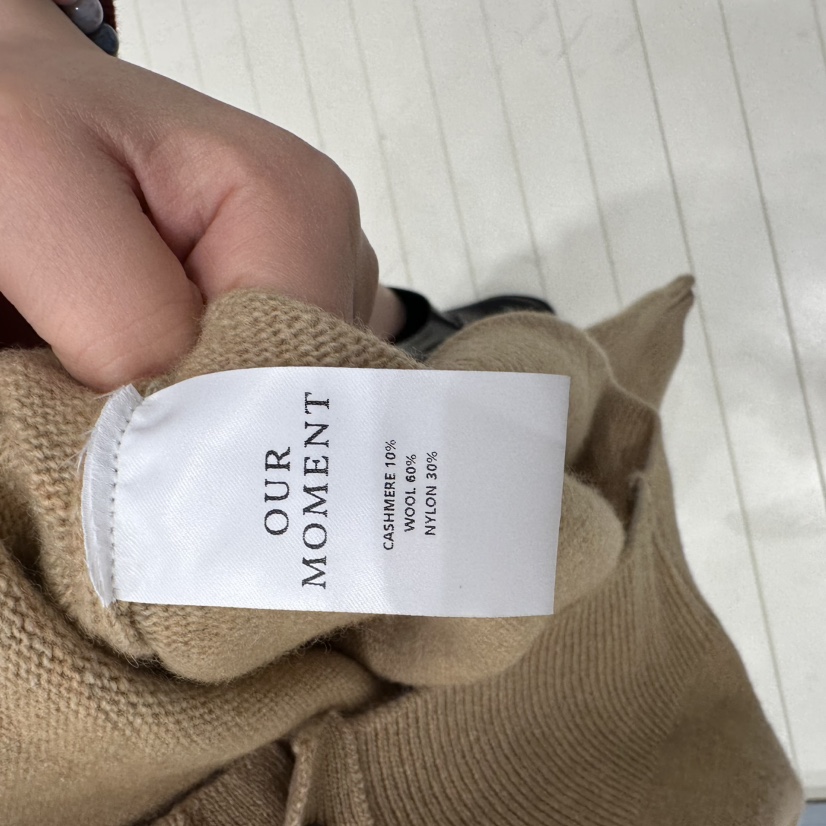 OUR
MOMENT
CASHMERE 10%
WOOL 60%
NYLON 30%